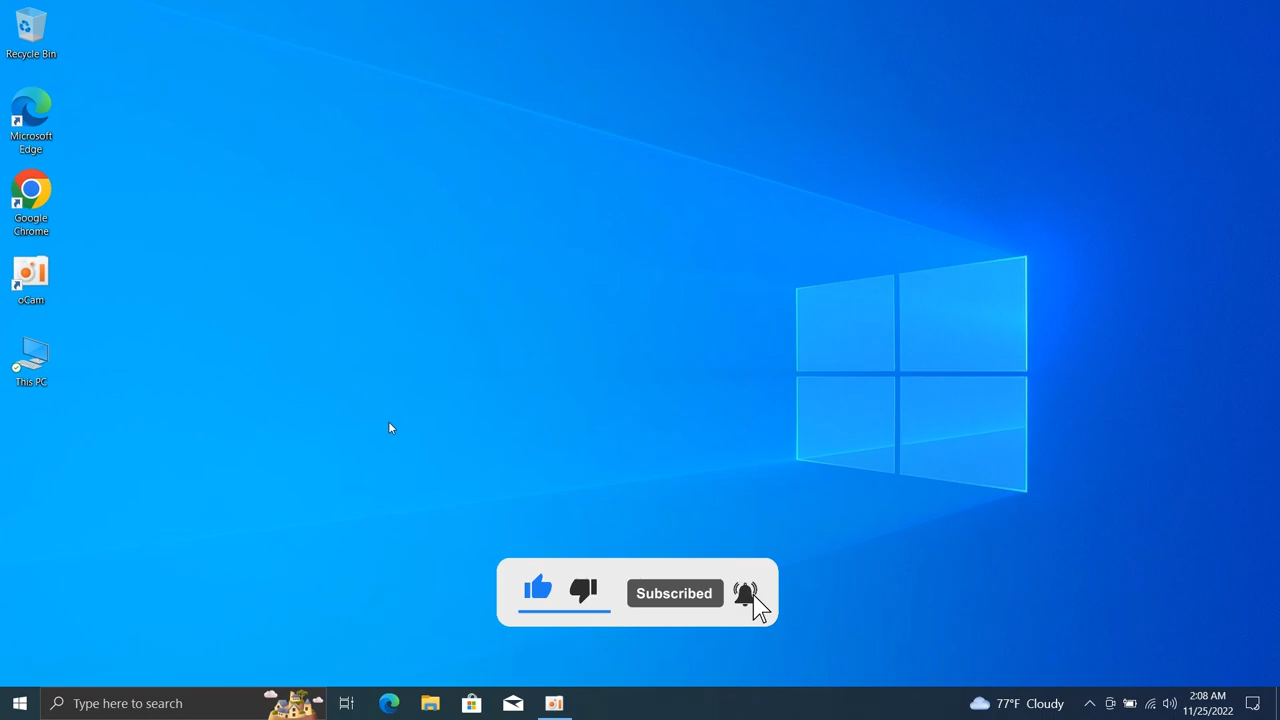 Recycle Bin
Microsoft
Edge
Google
Chrome
oCam
This PC
Subscribed
Type here to search
77°F Cloudy
2:08 AM
11/25/2022